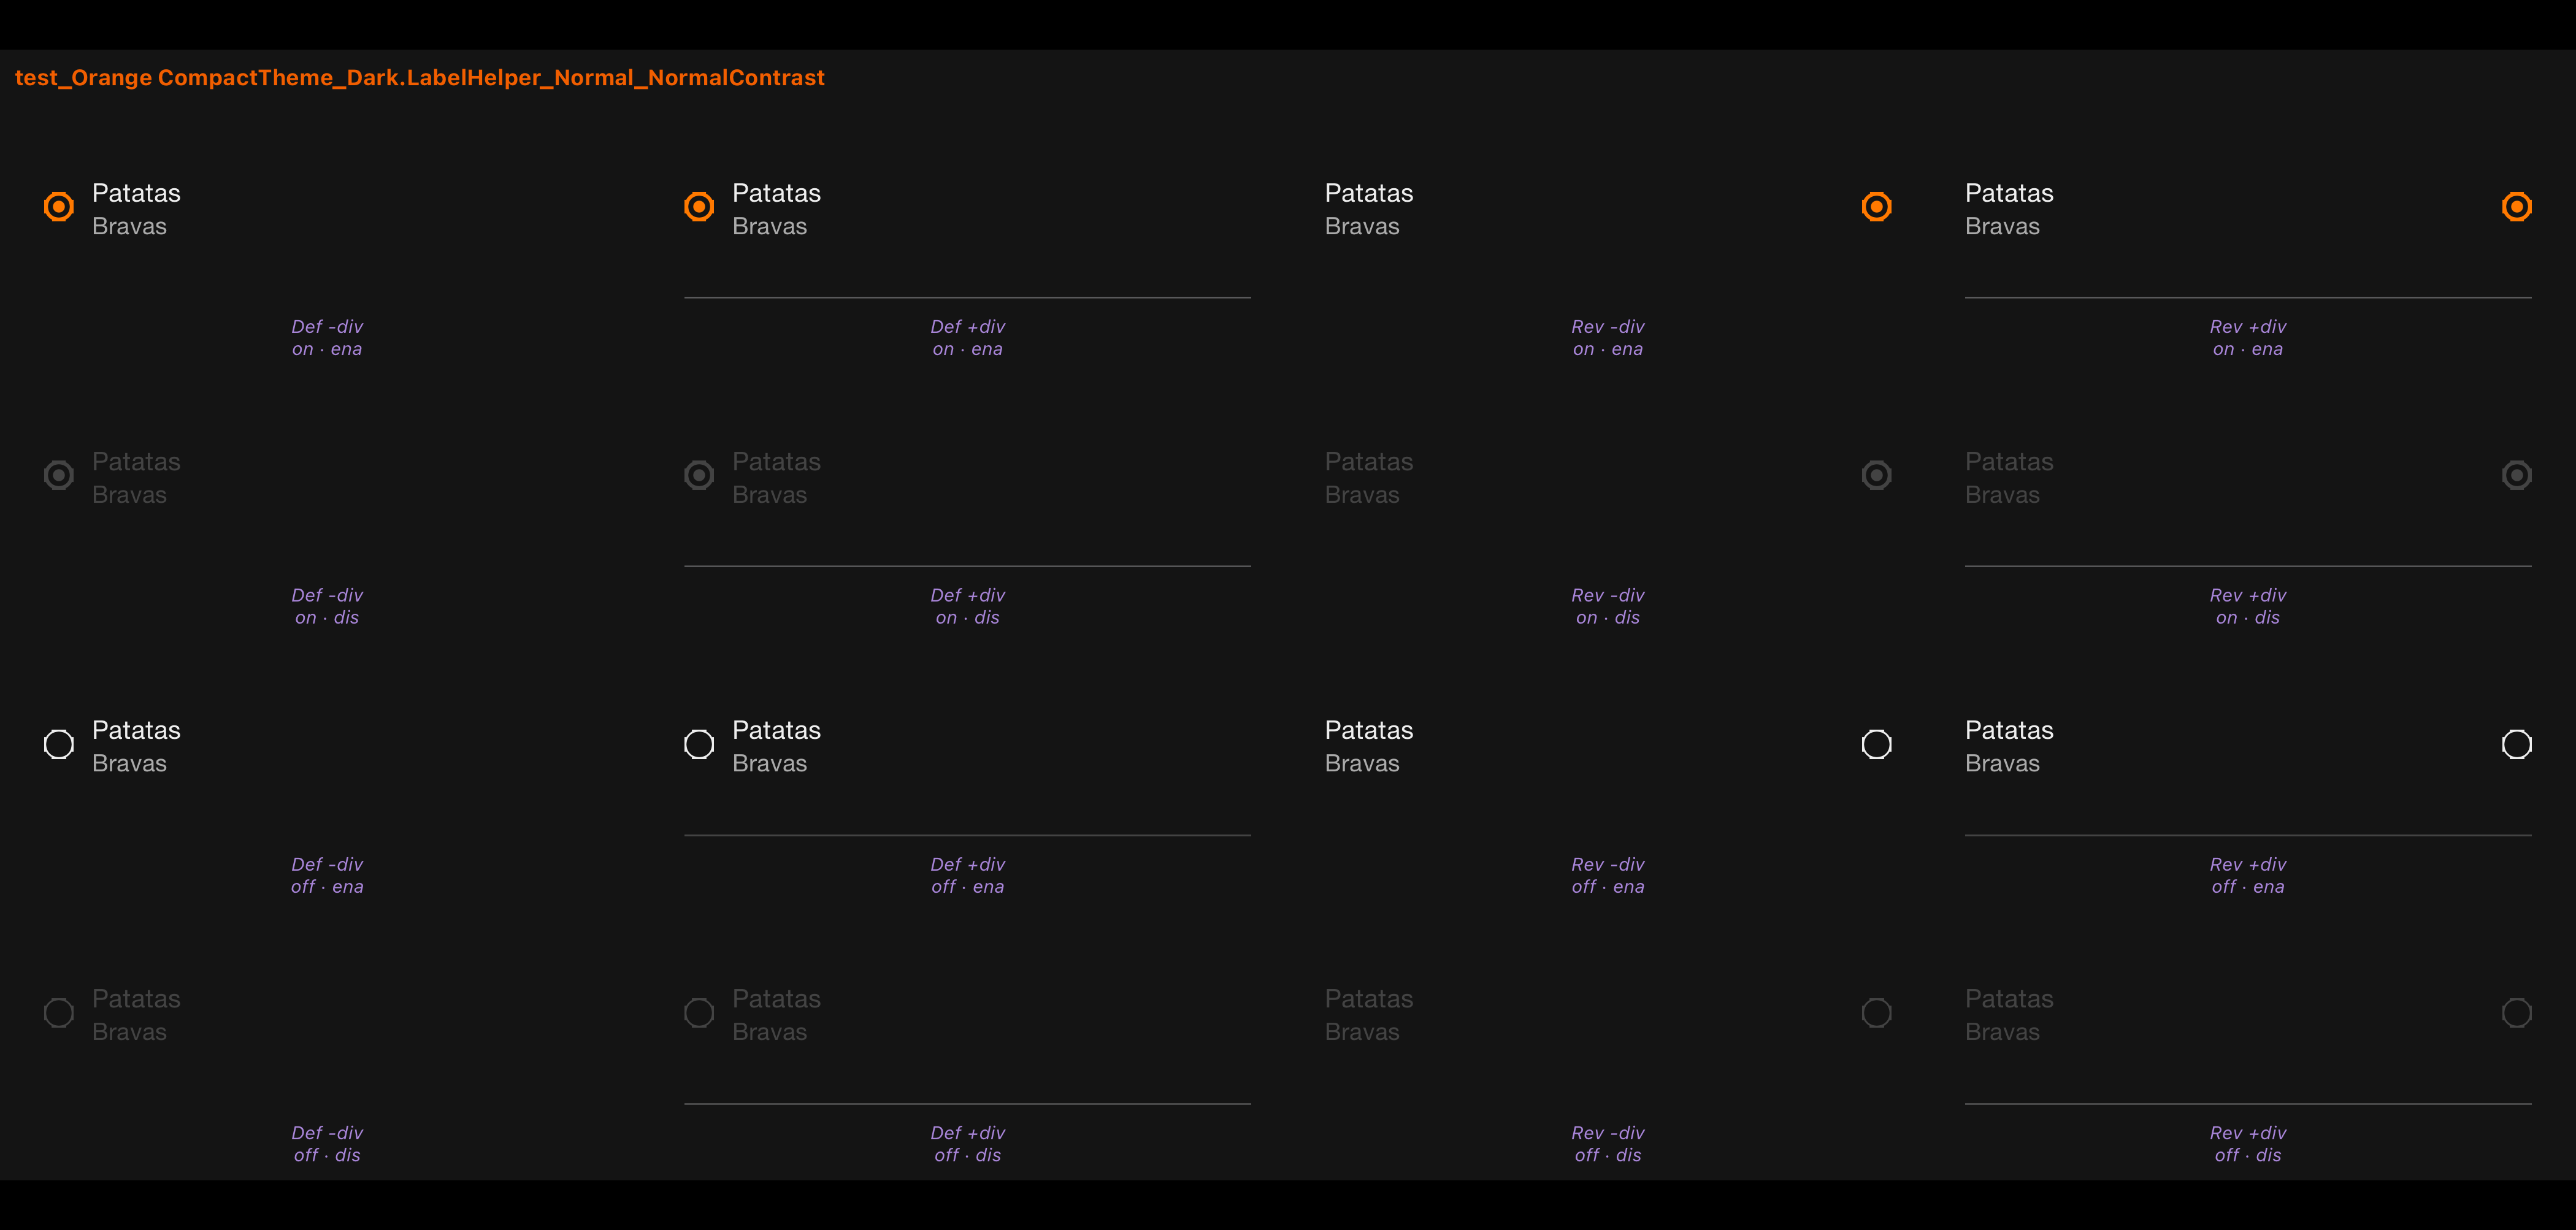 test_Orange CompactTheme_Dark.LabelHelper_Normal_NormalContrast
Patatas
Bravas
Def -div
on · ena
Patatas
Bravas
Def +div
on · ena
Patatas
Bravas
Rev -div
on · ena
Patatas
Bravas
Rev +div
on · ena
Patatas
Bravas
Def -div
on · dis
Patatas
Bravas
Def +div
on · dis
Patatas
Bravas
Rev -div
on · dis
Patatas
Bravas
Rev +div
on · dis
Patatas
Bravas
Def -div
off · ena
Patatas
Bravas
Def +div
off · ena
Patatas
Bravas
Rev -div
off · ena
Patatas
Bravas
Rev +div
off · ena
Patatas
Bravas
Def -div
off · dis
Patatas
Bravas
Def +div
off · dis
Patatas
Bravas
Rev -div
off · dis
Patatas
Bravas
Rev +div
off · dis